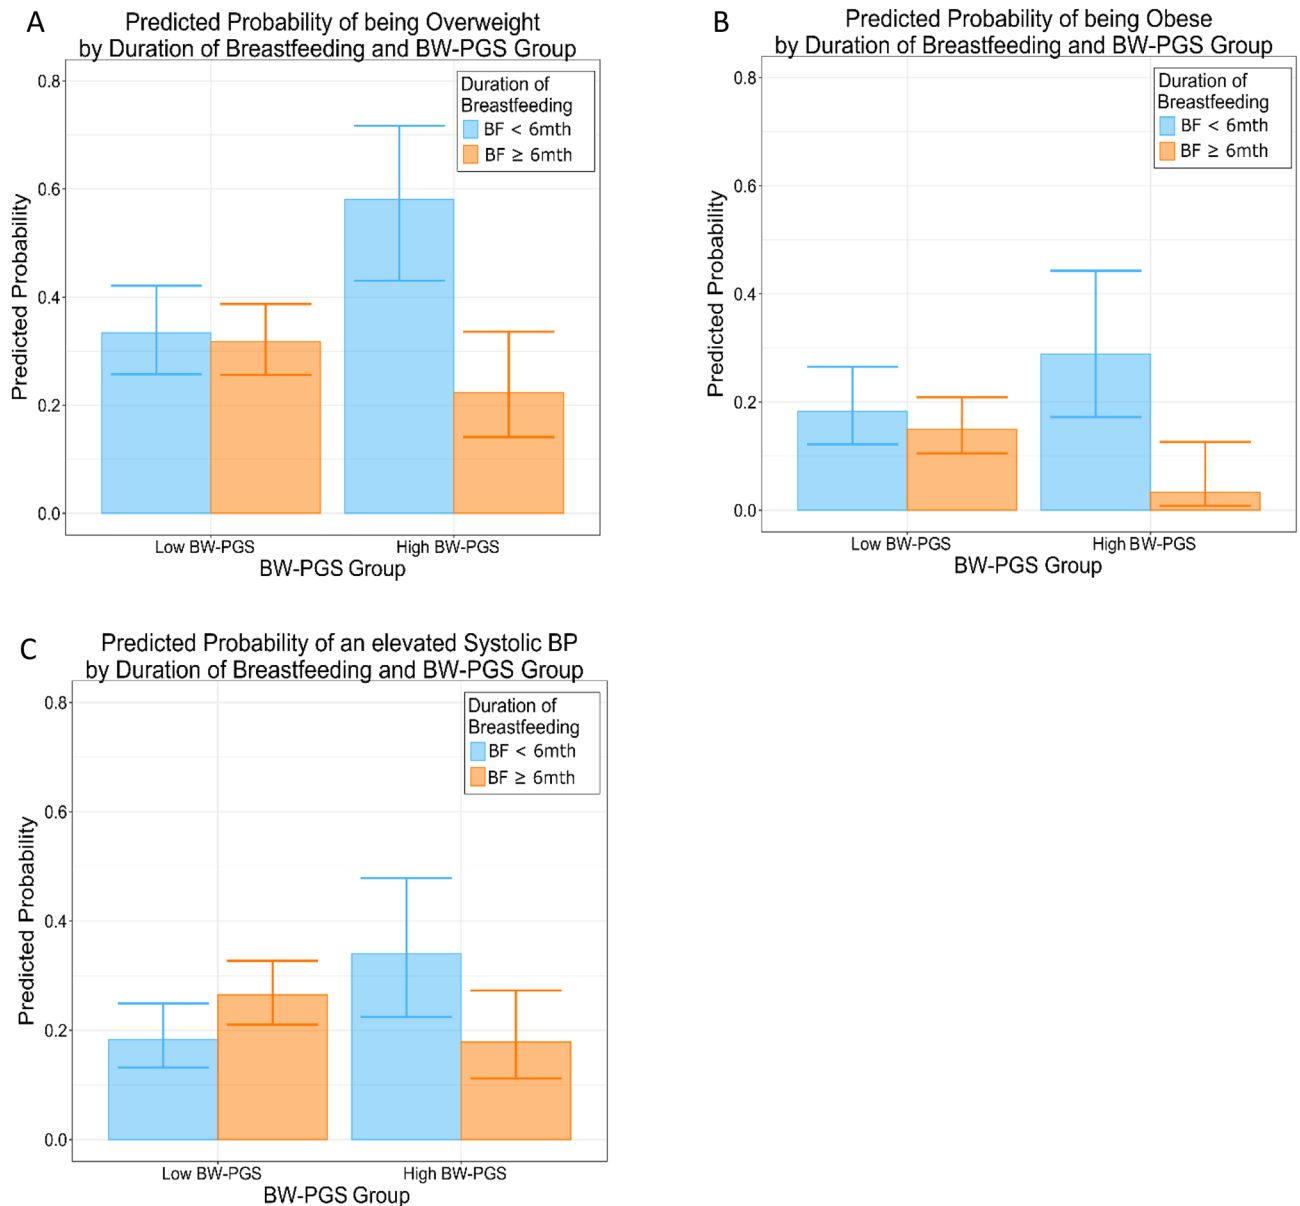 A
Predicted Probability of being Overweight
by Duration of Breastfeeding and BW-PGS Group
Predicted Probability
0.8
0.6
0.4
0.2
0.0
Duration of
Breastfeeding
BF < 6mth
BF ≥ 6mth
Low BW-PGS
High BW-PGS
BW-PGS Group
B
Predicted Probability of being Obese
by Duration of Breastfeeding and BW-PGS Group
Predicted Probability
0.8
0.6
0.4
0.2
0.0
Duration of
Breastfeeding
BF < 6mth
BF ≥ 6mth
Low BW-PGS
High BW-PGS
BW-PGS Group
C
Predicted Probability of an elevated Systolic BP
by Duration of Breastfeeding and BW-PGS Group
Predicted Probability
0.8
0.6
0.4
0.2
0.0
Duration of
Breastfeeding
BF < 6mth
BF ≥ 6mth
Low BW-PGS
High BW-PGS
BW-PGS Group